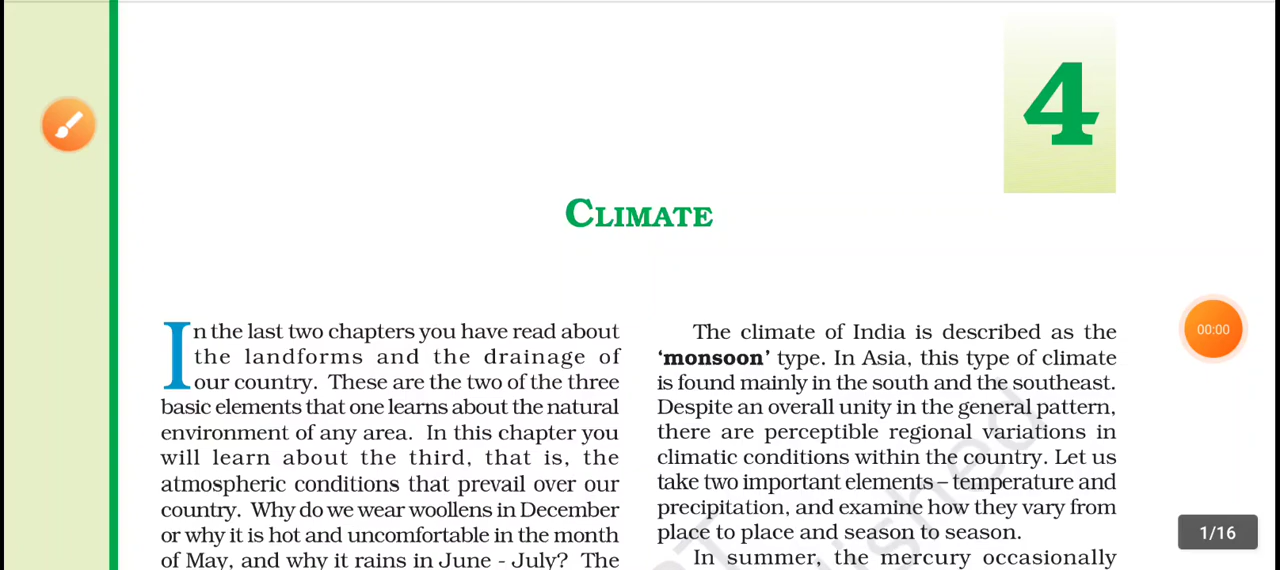 4
CLIMATE
In the last two chapters you have read about
the landforms and the drainage of
our country. These are the two of the three
basic elements that one learns about the natural
environment of any area. In this chapter you
will learn about the third, that is, the
atmospheric conditions that prevail over our
country. Why do we wear woollens in December
or why it is hot and uncomfortable in the month
of May, and why it rains in June - July? The
The climate of India is described as the
'monsoon' type. In Asia, this type of climate
is found mainly in the south and the southeast.
Despite an overall unity in the general pattern,
there are perceptible regional variations in
climatic conditions within the country. Let us
take two important elements – temperature and
precipitation, and examine how they vary from
place to place and season to season.
In summer, the mercury occasionally
00:00
1/16